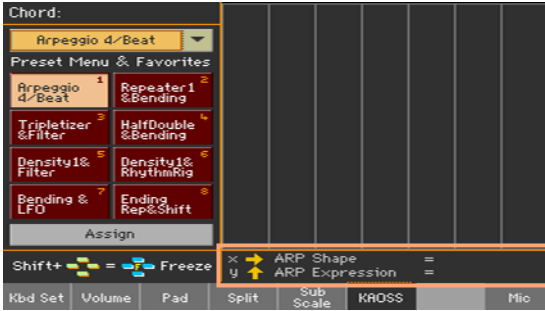 Chord:
Arpeggio 4/Beat
Preset Menu & Favorites
Arpeggio 4/Beat 1
Repeater1 &Bending 2
Tripletizer &Filter 3
HalfDouble &Bending 4
Density1& Filter 5
Density1& RhythmRig 6
Bending & LFO 7
Ending Rep&Shift 8
Assign
Shift+ = F Freeze
x ARP Shape =
y ARP Expression =
Kbd Set Volume Pad Split Sub Scale KAOSS Mic